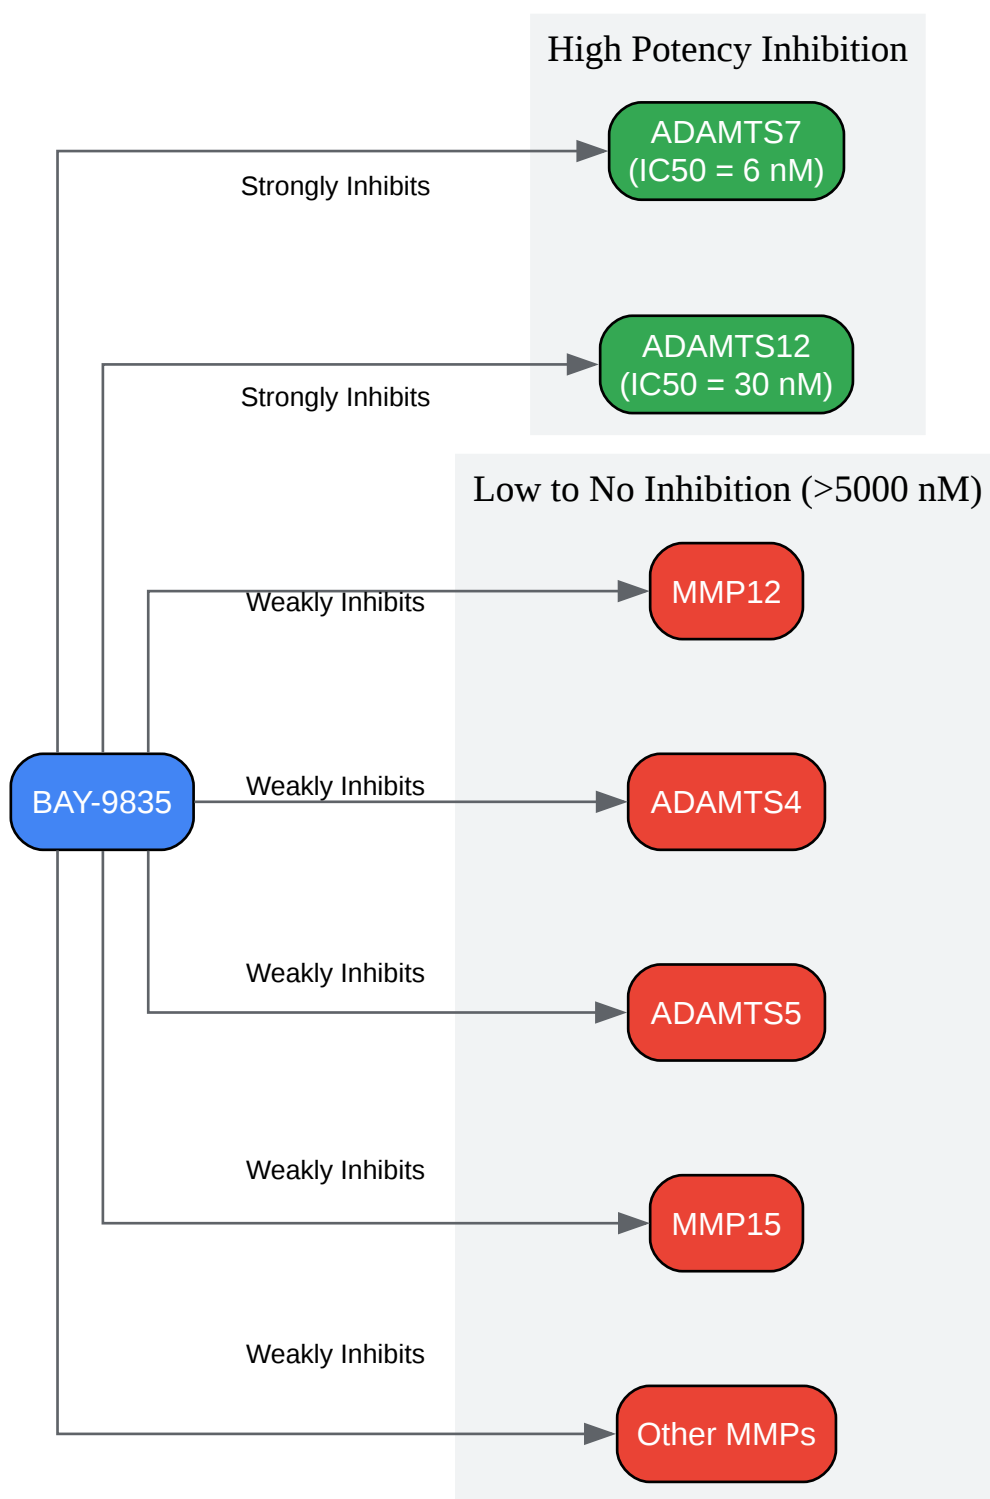 High Potency Inhibition
ADAMTS7
(IC50 = 6 nM)
Strongly Inhibits
ADAMTS12
(IC50 = 30 nM)
Strongly Inhibits
Low to No Inhibition (>5000 nM)
MMP12
Weakly Inhibits
BAY-9835
Weakly Inhibits
ADAMTS4
Weakly Inhibits
ADAMTS5
Weakly Inhibits
MMP15
Weakly Inhibits
Other MMPs